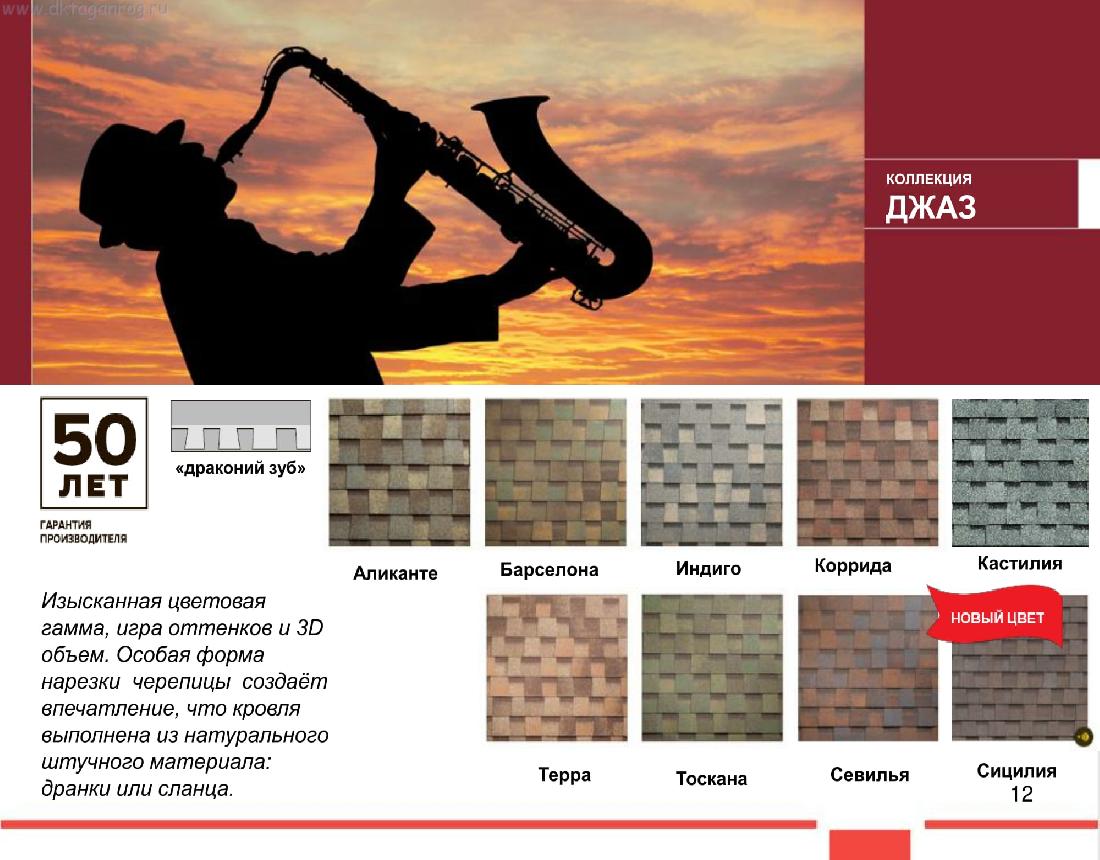 www.dktaganrog.ru
КОЛЛЕКЦИЯ
ДЖАЗ
50
ЛЕТ
ГАРАНТИЯ
ПРОИЗВОДИТЕЛЯ
«драконий зуб»
Аликанте
Барселона
Индиго
Коррида
Кастилия
Изысканная цветовая
гамма, игра оттенков и 3D
объем. Особая форма
нарезки черепицы создаёт
впечатление, что кровля
выполнена из натурального
штучного материала:
дранки или сланца.
НОВЫЙ ЦВЕТ
Терра
Тоскана
Севилья
Сицилия
12